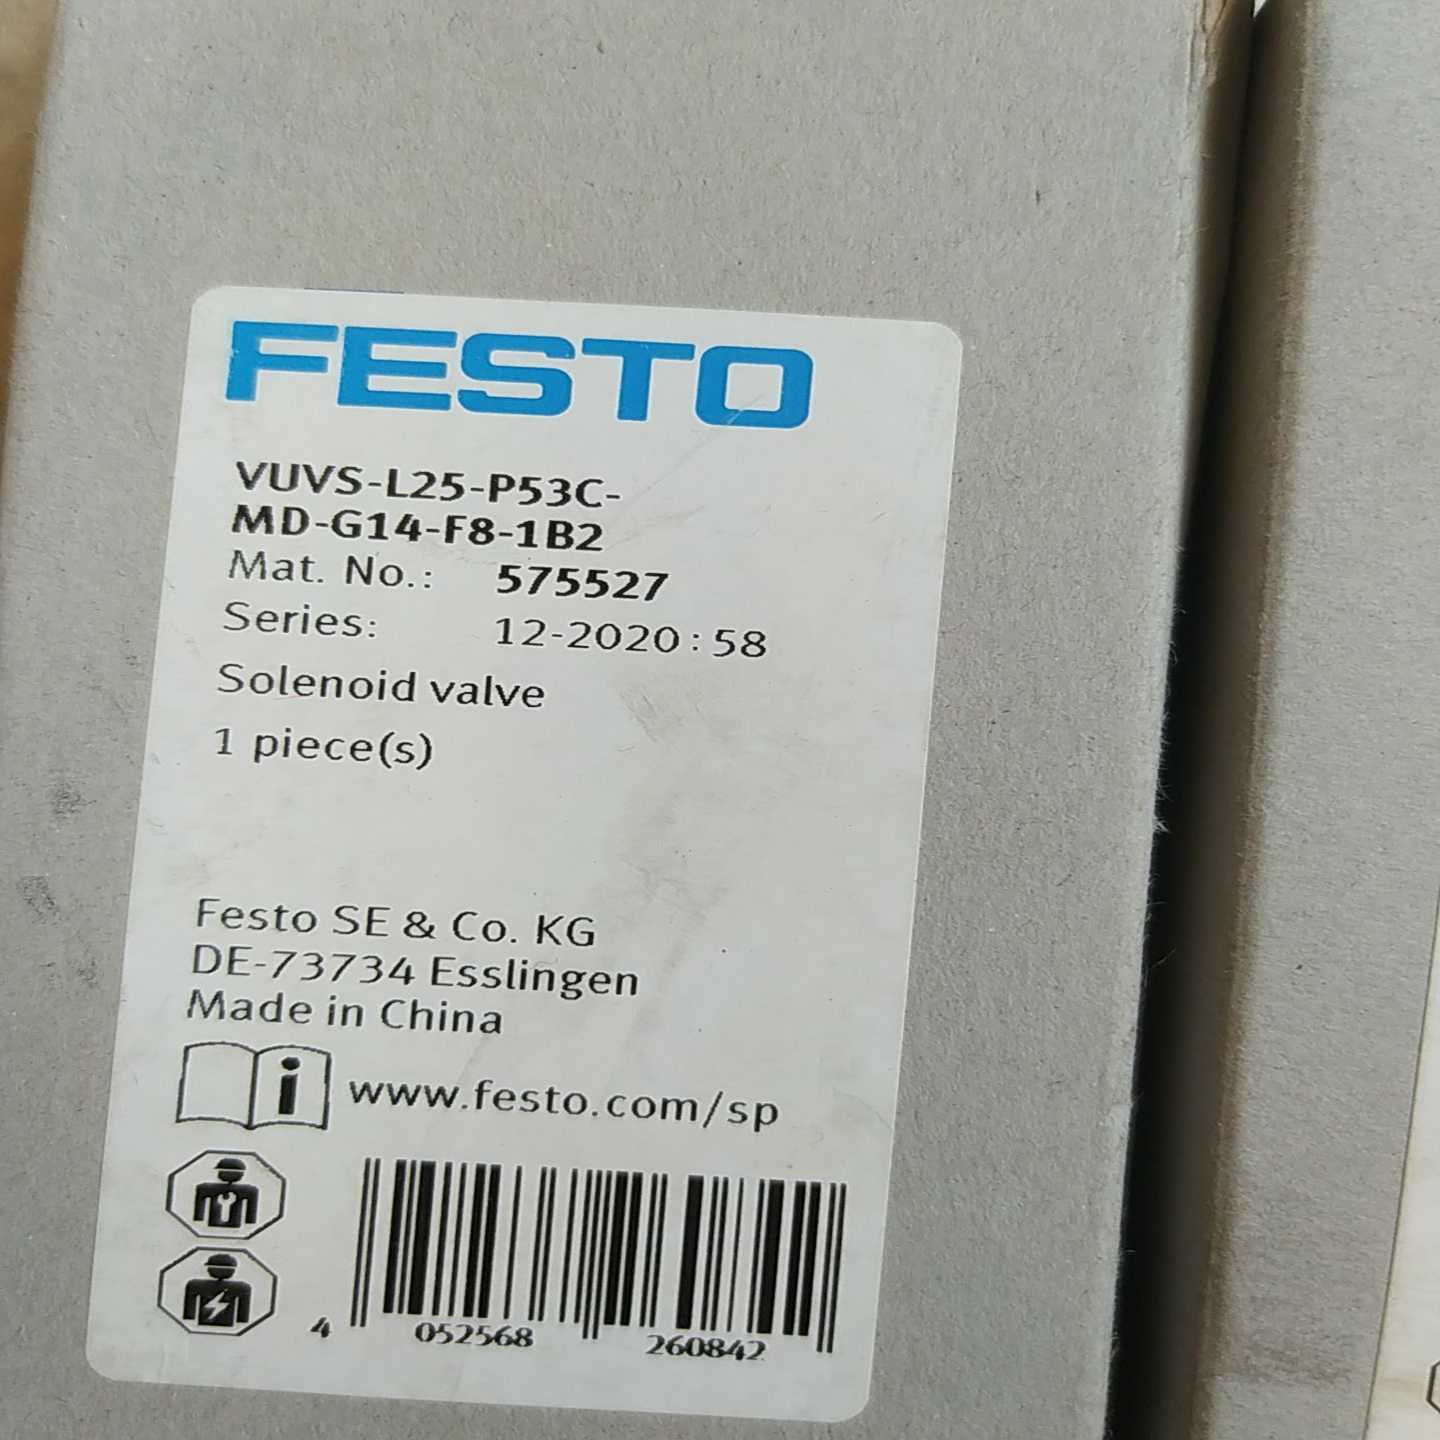 FESTO
VUVS-L25-P53C-
MD-G14-F8-1B2
Mat. No.: 575527
Series: 12-2020:58
Solenoid valve
1 piece(s)
Festo SE & Co. KG
DE-73734 Esslingen
Made in China
i www.festo.com/sp
4 052568 260842